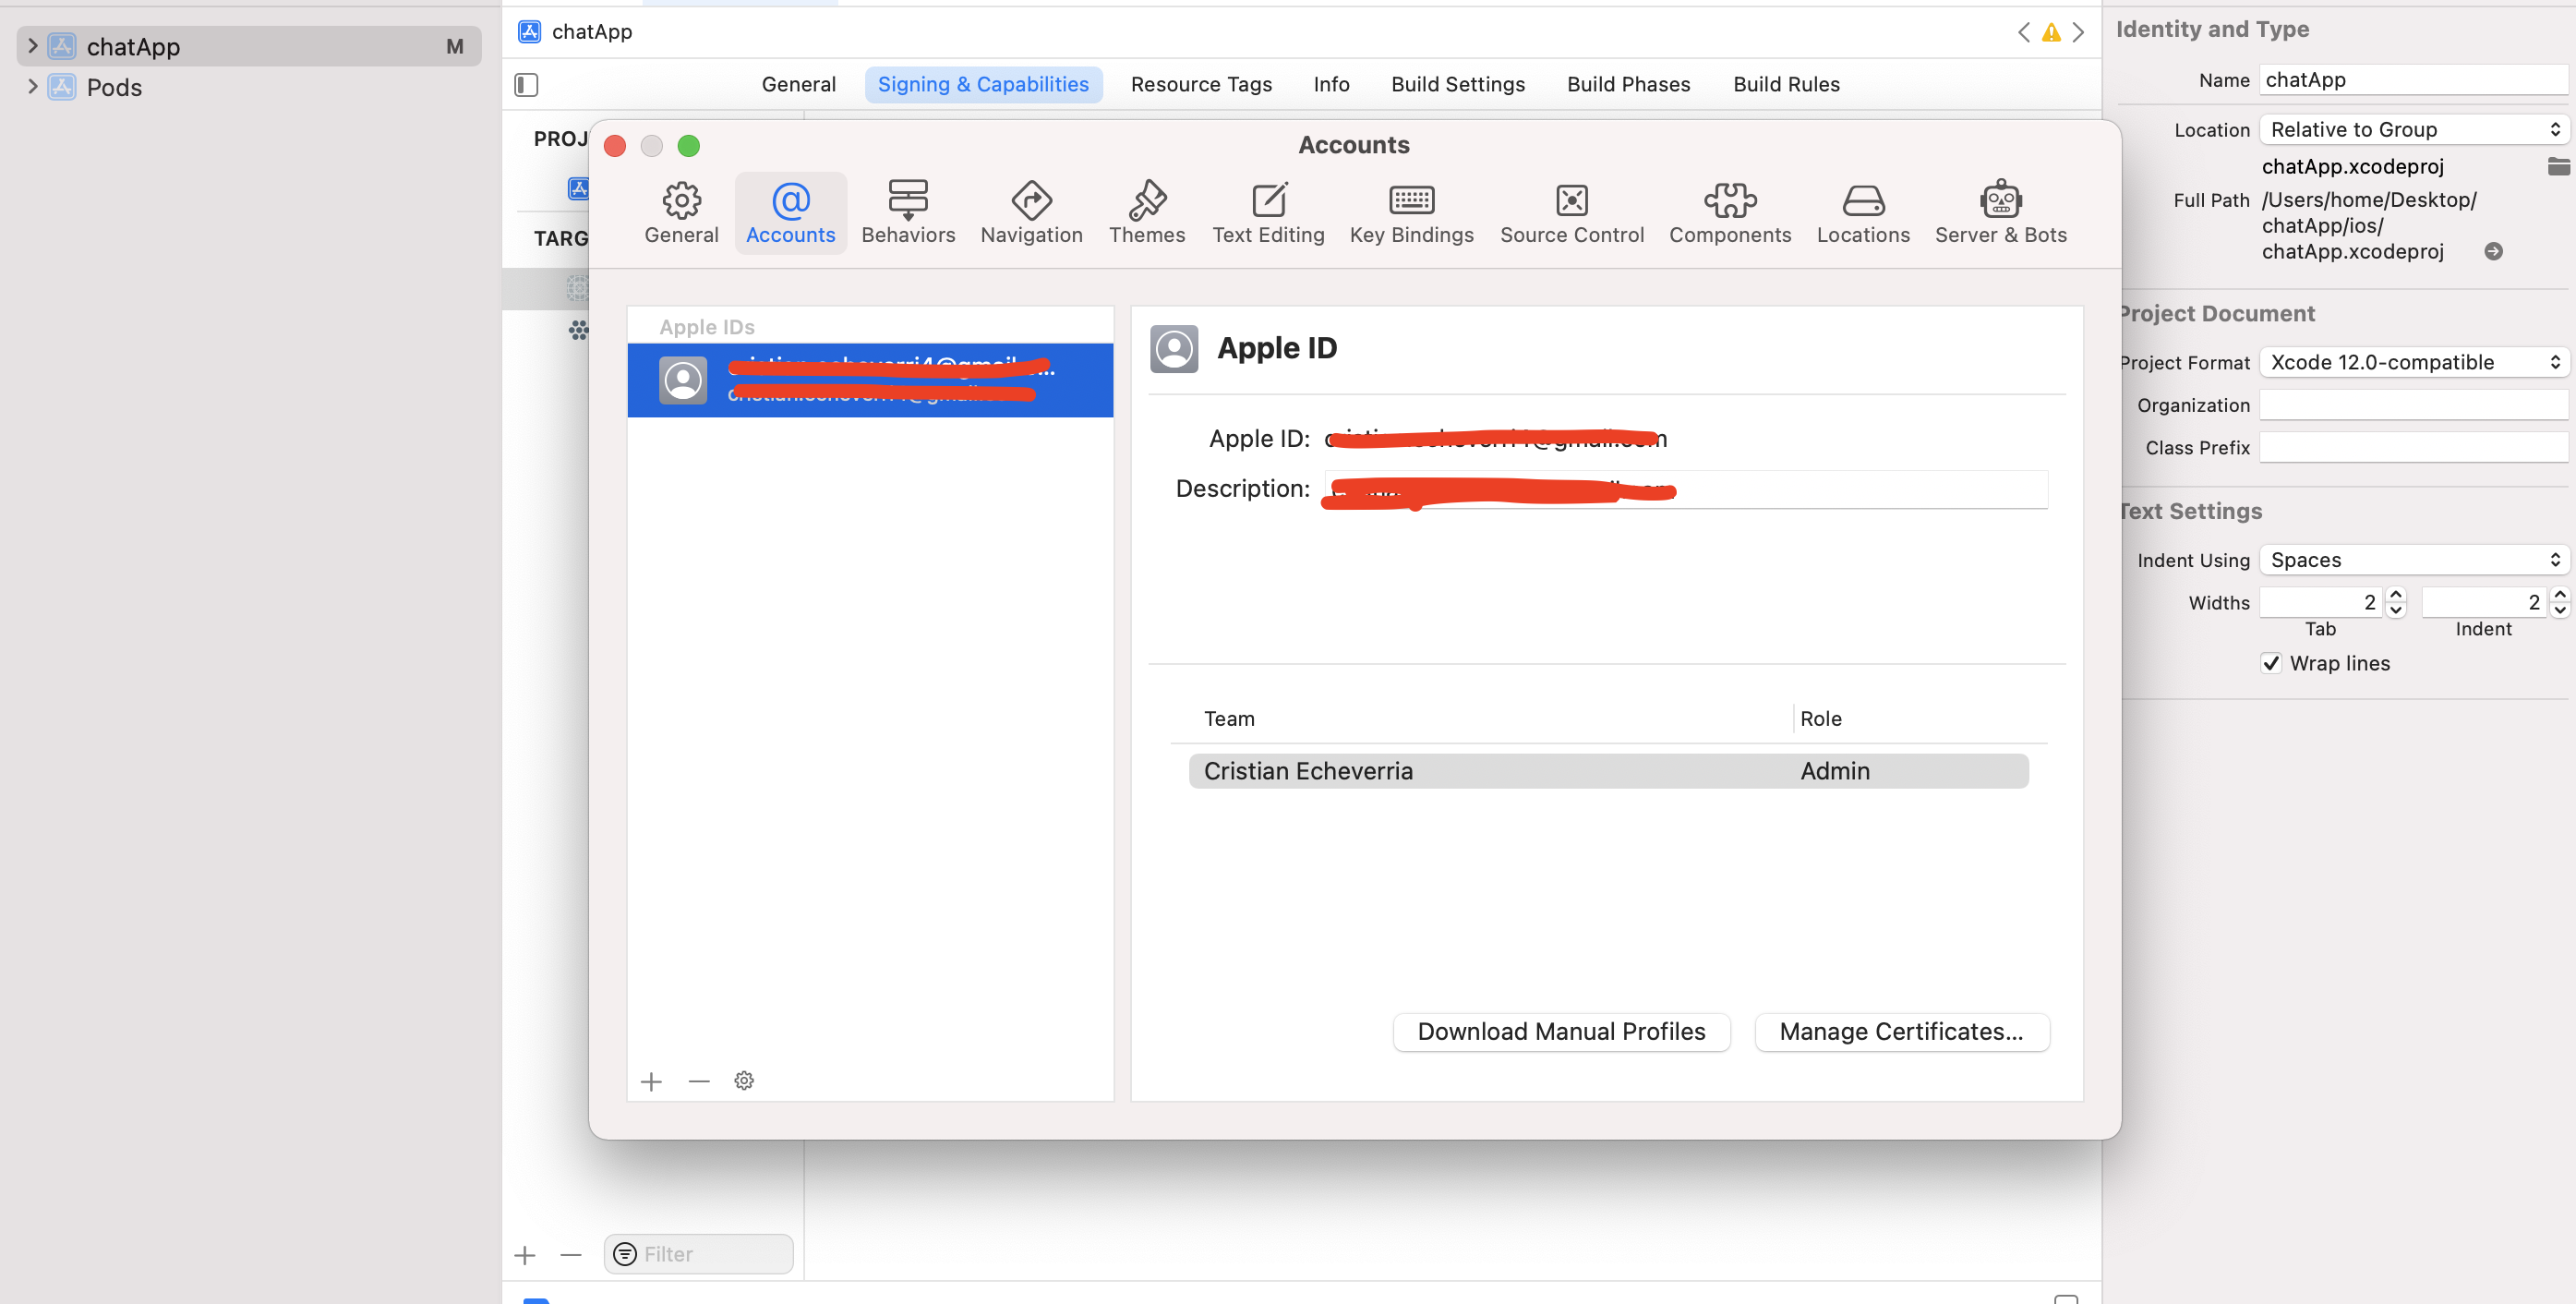 chatApp
M
Pods
chatApp
General
Signing & Capabilities
Resource Tags
Info
Build Settings
Build Phases
Build Rules
PROJ
TARG
Filter
Accounts
General
Accounts
Behaviors
Navigation
Themes
Text Editing
Key Bindings
Source Control
Components
Locations
Server & Bots
Apple IDs
Apple ID
Apple ID:
Description:
Team
Role
Cristian Echeverria
Admin
Download Manual Profiles
Manage Certificates...
Identity and Type
Name
chatApp
Location
Relative to Group
chatApp.xcodeproj
Full Path
/Users/home/Desktop/
chatApp/ios/
chatApp.xcodeproj
Project Document
Project Format
Xcode 12.0-compatible
Organization
Class Prefix
Text Settings
Indent Using
Spaces
Widths
2
2
Tab
Indent
Wrap lines